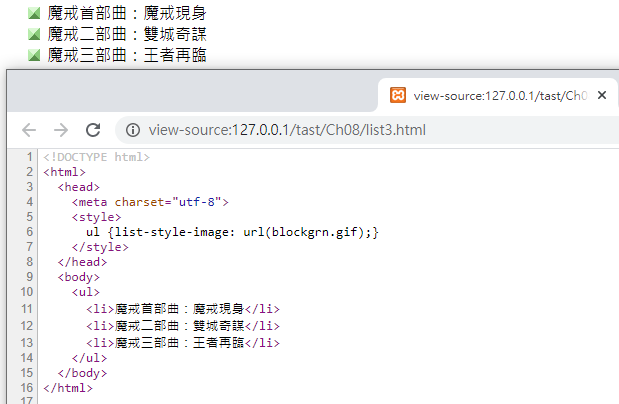 魔戒首部曲：魔戒現身
魔戒二部曲：雙城奇謀
魔戒三部曲：王者再臨
view-source:127.0.0.1/tast/Ch0
view-source:127.0.0.1/tast/Ch08/list3.html
1 <!DOCTYPE html>
2 <html>
3   <head>
4     <meta charset="utf-8">
5     <style>
6       ul {list-style-image: url(blockgrn.gif);}
7     </style>
8   </head>
9   <body>
10     <ul>
11       <li>魔戒首部曲：魔戒現身</li>
12       <li>魔戒二部曲：雙城奇謀</li>
13       <li>魔戒三部曲：王者再臨</li>
14     </ul>
15   </body>
16 </html>
17